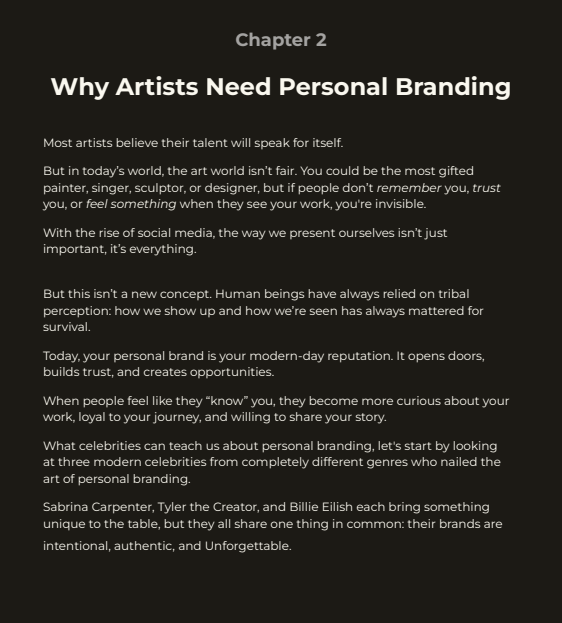 Chapter 2
Why Artists Need Personal Branding
Most artists believe their talent will speak for itself.
But in today’s world, the art world isn’t fair. You could be the most gifted
painter, singer, sculptor, or designer, but if people don’t remember you, trust
you, or feel something when they see your work, you're invisible.
With the rise of social media, the way we present ourselves isn’t just
important, it’s everything.
But this isn’t a new concept. Human beings have always relied on tribal
perception: how we show up and how we’re seen has always mattered for
survival.
Today, your personal brand is your modern-day reputation. It opens doors,
builds trust, and creates opportunities.
When people feel like they “know” you, they become more curious about your
work, loyal to your journey, and willing to share your story.
What celebrities can teach us about personal branding, let's start by looking
at three modern celebrities from completely different genres who nailed the
art of personal branding.
Sabrina Carpenter, Tyler the Creator, and Billie Eilish each bring something
unique to the table, but they all share one thing in common: their brands are
intentional, authentic, and Unforgettable.